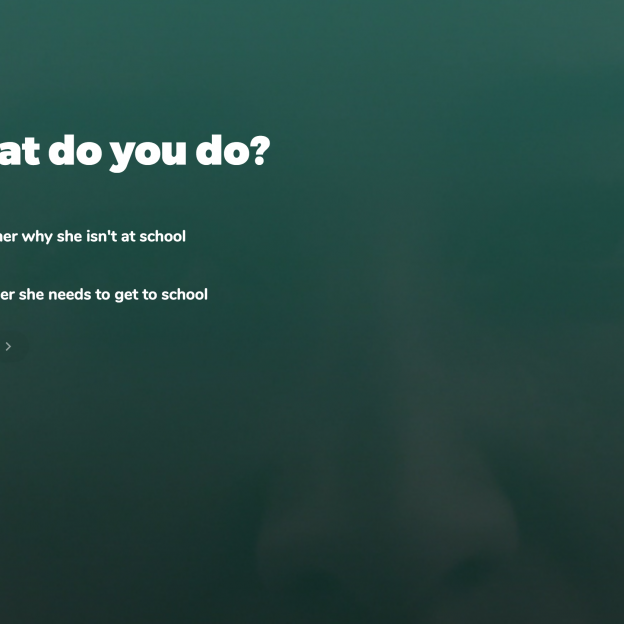 at do you do?
her why she isn't at school
er she needs to get to school